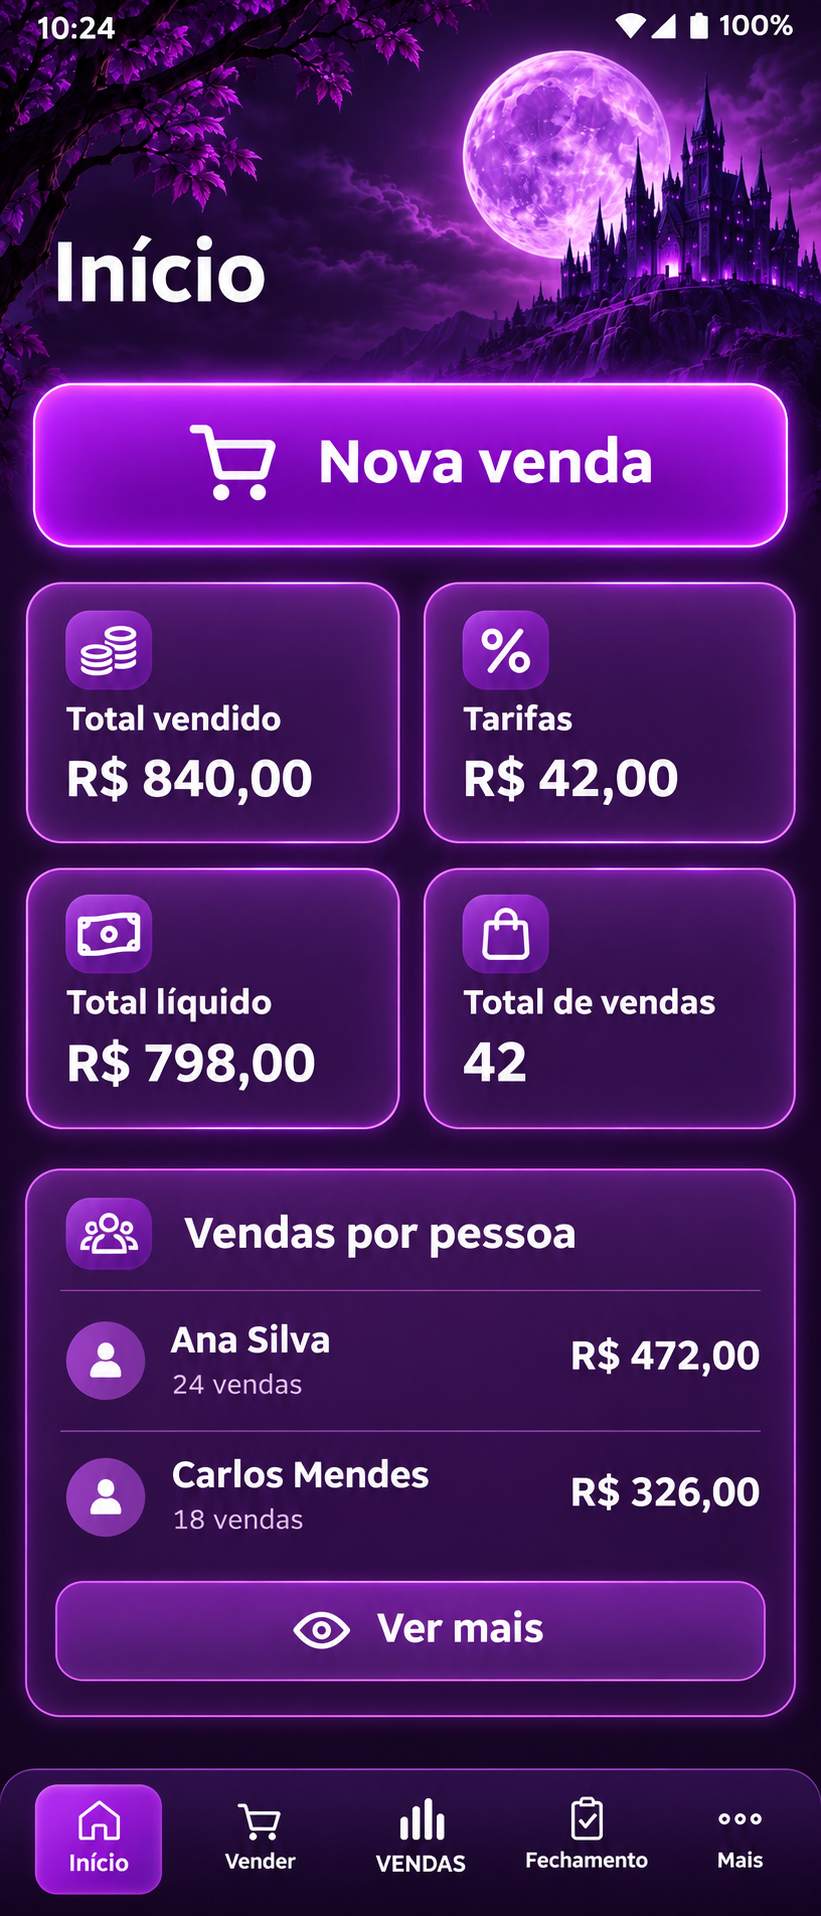 10:24
100%
Início
Nova venda
Total vendido
R$ 840,00
Tarifas
R$ 42,00
Total líquido
R$ 798,00
Total de vendas
42
Vendas por pessoa
Ana Silva
24 vendas
R$ 472,00
Carlos Mendes
18 vendas
R$ 326,00
Ver mais
Início
Vender
VENDAS
Fechamento
Mais